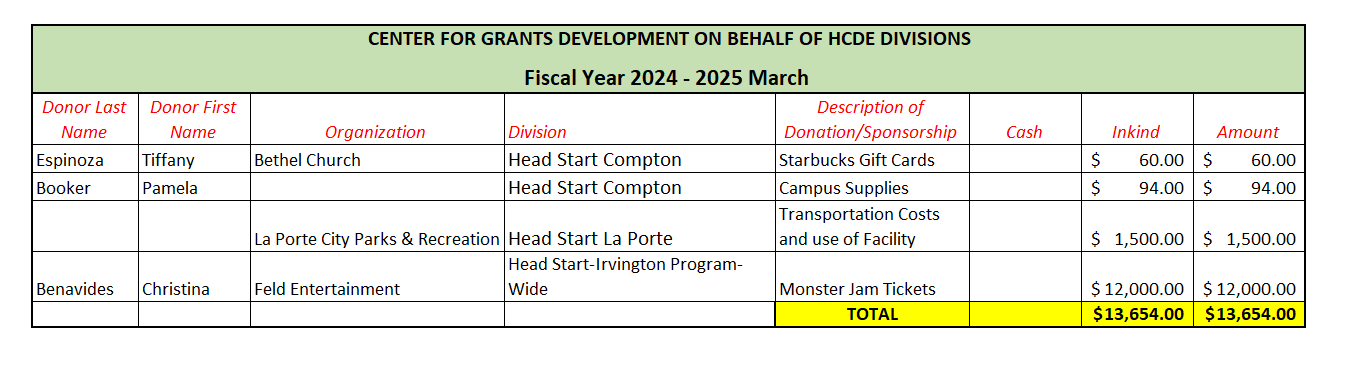 CENTER FOR GRANTS DEVELOPMENT ON BEHALF OF HCDE DIVISIONS
Fiscal Year 2024 - 2025 March
Donor Last Name Donor First Name Organization Division Description of Donation/Sponsorship Cash Inkind Amount
Espinoza Tiffany Bethel Church Head Start Compton Starbucks Gift Cards $ 60.00 $ 60.00
Booker Pamela Head Start Compton Campus Supplies $ 94.00 $ 94.00
La Porte City Parks & Recreation Head Start La Porte Transportation Costs and use of Facility $ 1,500.00 $ 1,500.00
Benavides Christina Feld Entertainment Head Start-Irvington Program-Wide Monster Jam Tickets $ 12,000.00 $ 12,000.00
TOTAL $13,654.00 $13,654.00